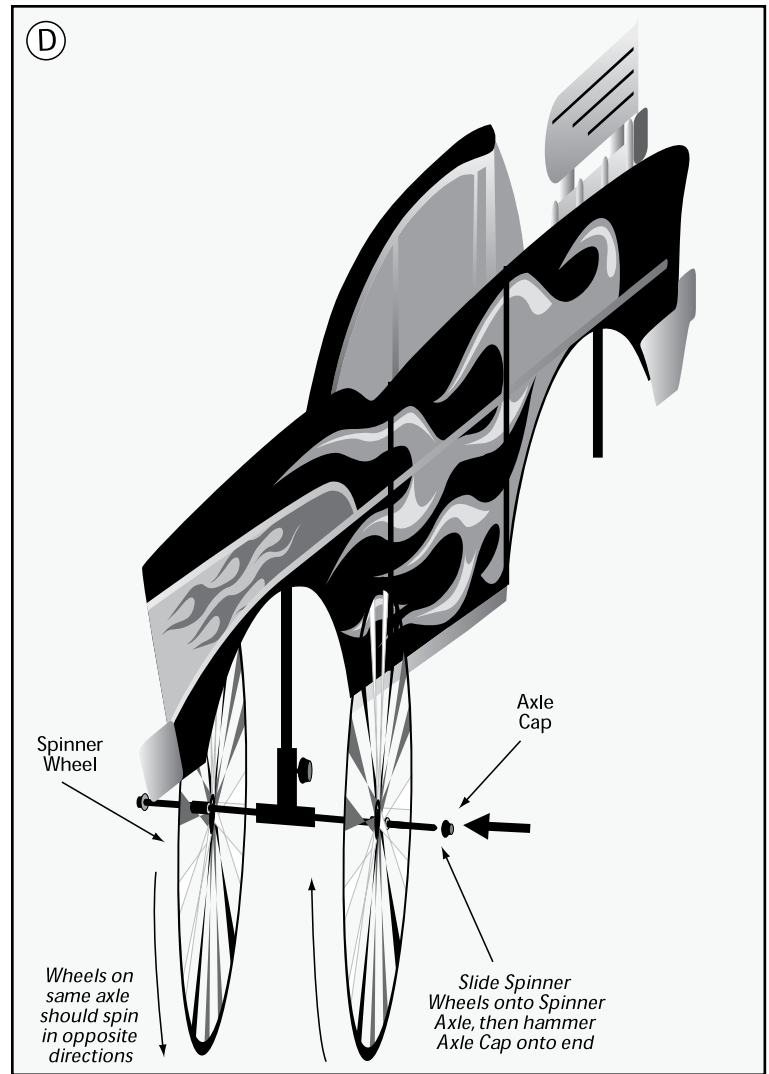 D
Axle
Cap
Spinner
Wheel
Wheels on
same axle
should spin
in opposite
directions
Slide Spinner
Wheels onto Spinner
Axle, then hammer
Axle Cap onto end